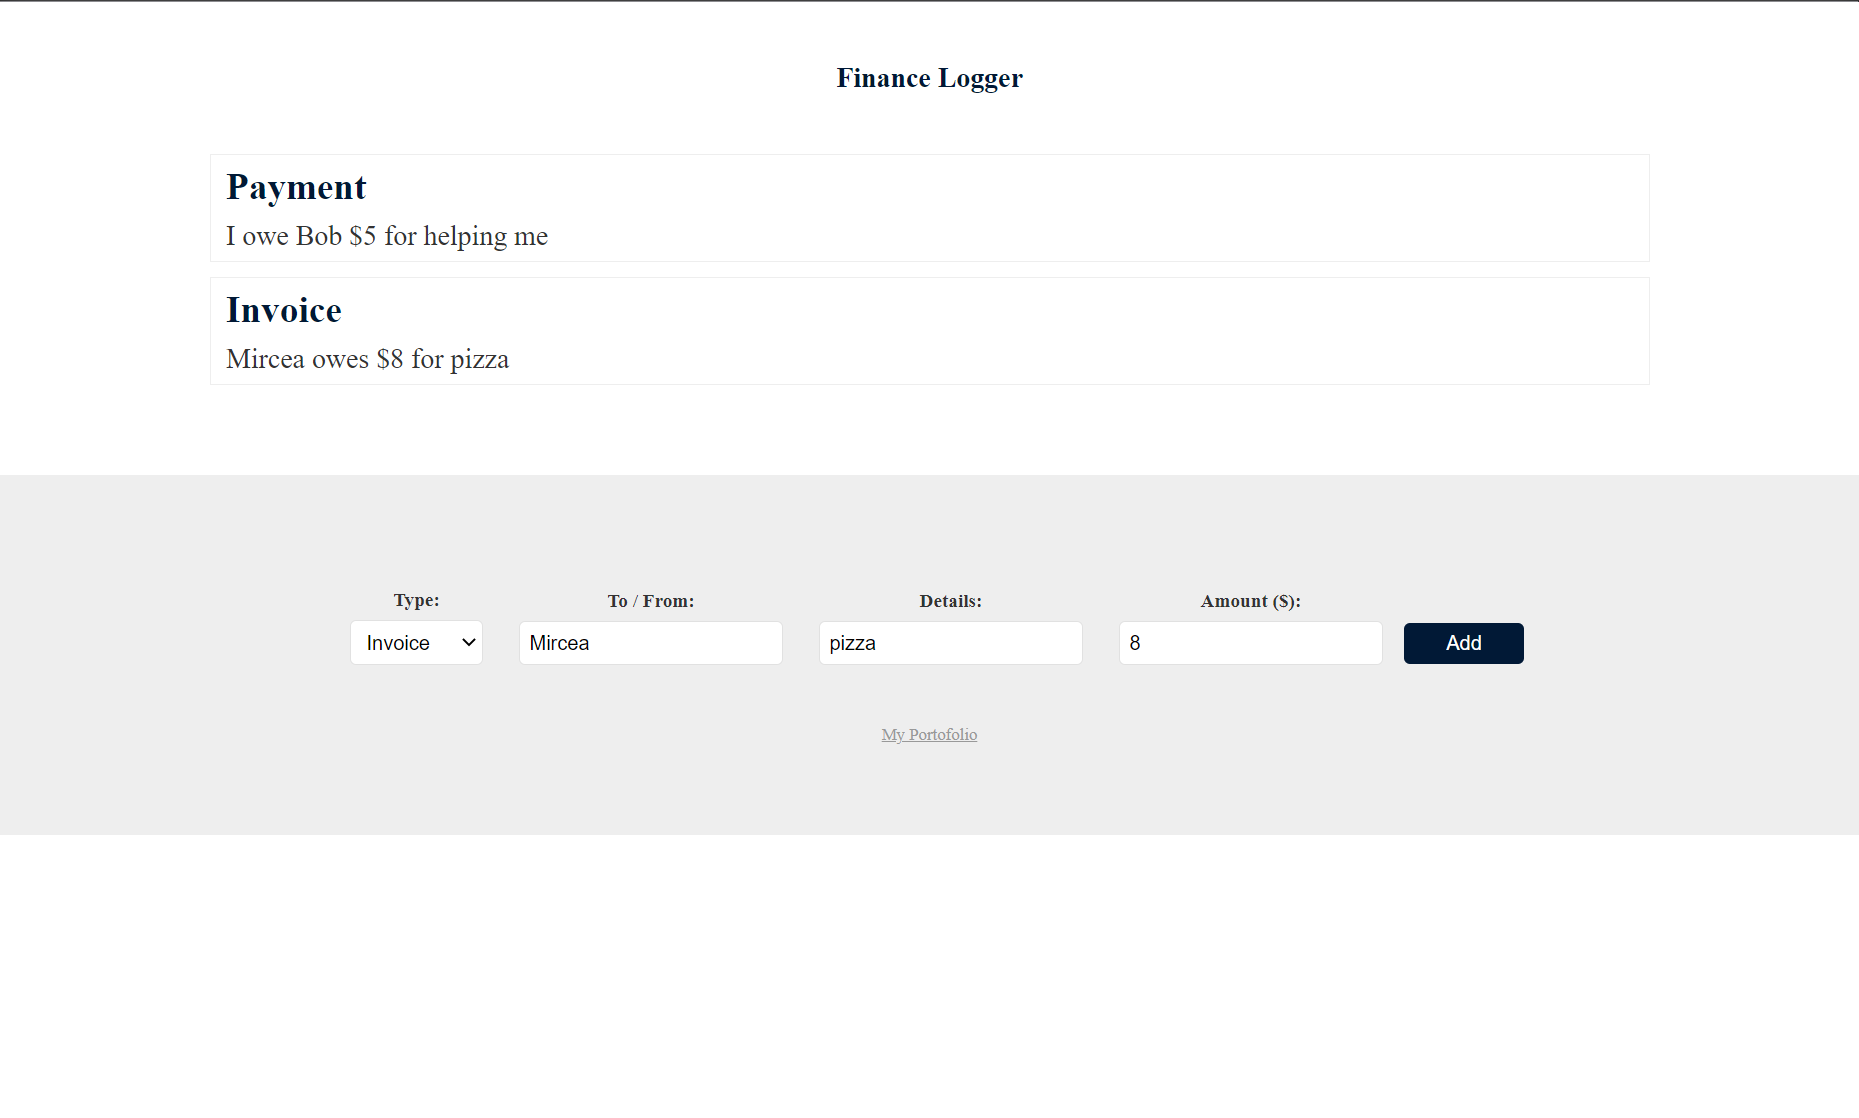 Finance Logger
Payment
I owe Bob $5 for helping me
Invoice
Mircea owes $8 for pizza
Type: To / From: Details: Amount ($):
Invoice Mircea pizza 8 Add
My Portofolio